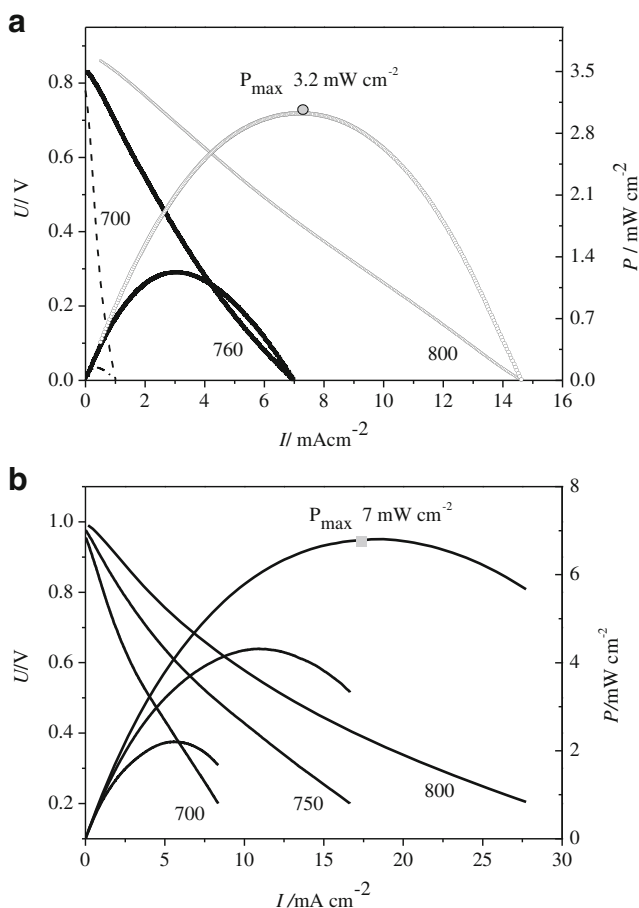 a
P_max 3.2 mW cm^-2
0.8
0.6
0.4
0.2
0.0
U/ V
3.5
2.8
2.1
1.4
0.7
0.0
P / mW cm^-2
700
760
800
0 2 4 6 8 10 12 14 16
I/ mAcm^-2
b
P_max 7 mW cm^-2
1.0
0.8
0.6
0.4
0.2
U/V
8
6
4
2
0
P/mW cm^-2
700
750
800
0 5 10 15 20 25 30
I/mA cm^-2